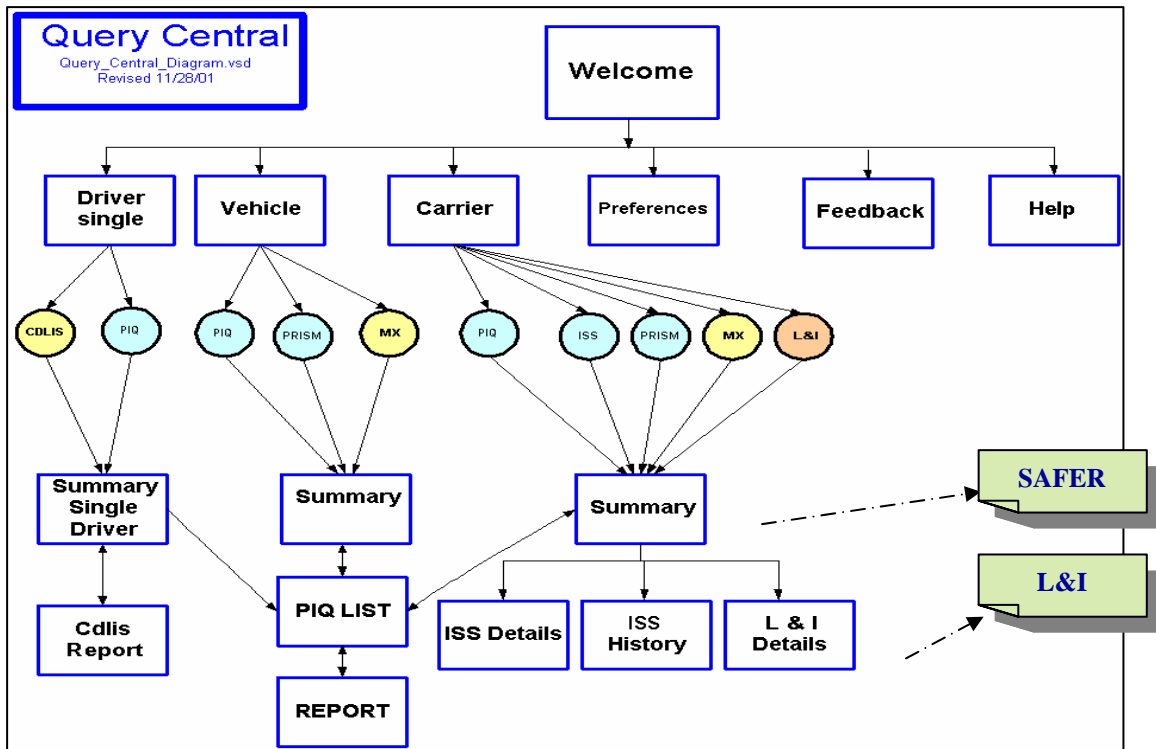 Query Central
Query_Central_Diagram.vsd
Revised 11/28/01
Welcome
Driver
single
Vehicle
Carrier
Preferences
Feedback
Help
CDLIS
PIQ
PIQ
PRISM
MX
PIQ
ISS
PRISM
MX
L&I
Summary
Single
Driver
Summary
Summary
SAFER
L&I
Cdlis
Report
PIQ LIST
ISS Details
ISS
History
L & I
Details
REPORT